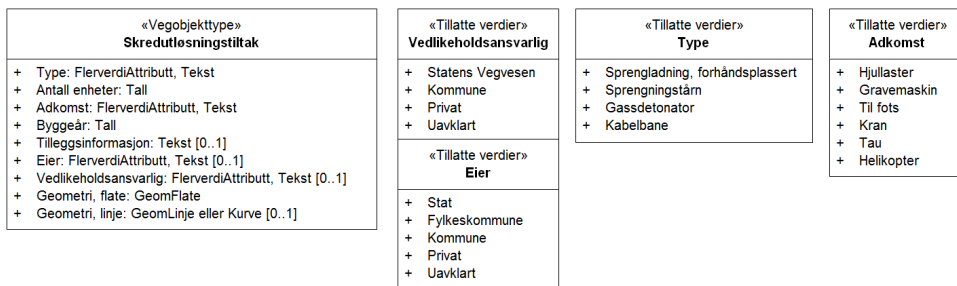 «Vegobjekttype»
Skredutløsningstiltak
+ Type: FlerverdiAttributt, Tekst
+ Antall enheter: Tall
+ Adkomst: FlerverdiAttributt, Tekst
+ Byggeår: Tall
+ Tilleggsinformasjon: Tekst [0..1]
+ Eier: FlerverdiAttributt, Tekst [0..1]
+ Vedlikeholdsansvarlig: FlerverdiAttributt, Tekst [0..1]
+ Geometri, flate: GeomFlate
+ Geometri, linje: GeomLinje eller Kurve [0..1]
«Tillatte verdier»
Vedlikeholdsansvarlig
+ Statens Vegvesen
+ Kommune
+ Privat
+ Uavklart
«Tillatte verdier»
Eier
+ Stat
+ Fylkeskommune
+ Kommune
+ Privat
+ Uavklart
«Tillatte verdier»
Type
+ Sprengladning, forhåndsplassert
+ Sprengningstårn
+ Gassdetonator
+ Kabelbane
«Tillatte verdier»
Adkomst
+ Hjullaster
+ Gravemaskin
+ Til fots
+ Kran
+ Tau
+ Helikopter